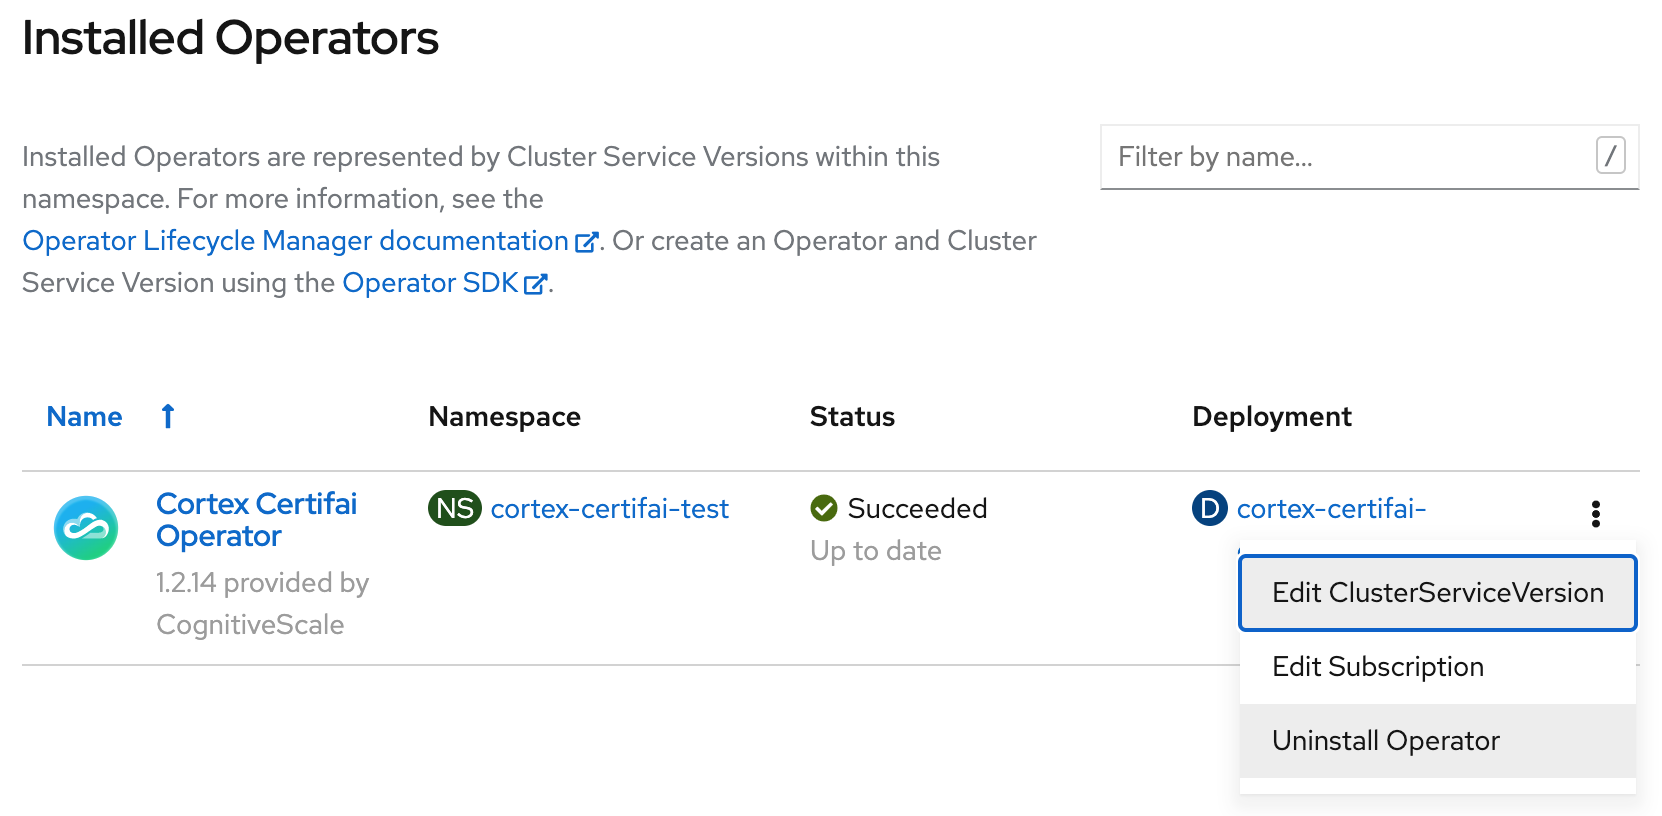 Installed Operators
Installed Operators are represented by Cluster Service Versions within this
namespace. For more information, see the
Operator Lifecycle Manager documentation. Or create an Operator and Cluster
Service Version using the Operator SDK.
Filter by name...
/
Name Namespace Status Deployment
Cortex Certifai
Operator
1.2.14 provided by
CognitiveScale
NS cortex-certifai-test
Succeeded
Up to date
D cortex-certifai-
Edit ClusterServiceVersion
Edit Subscription
Uninstall Operator